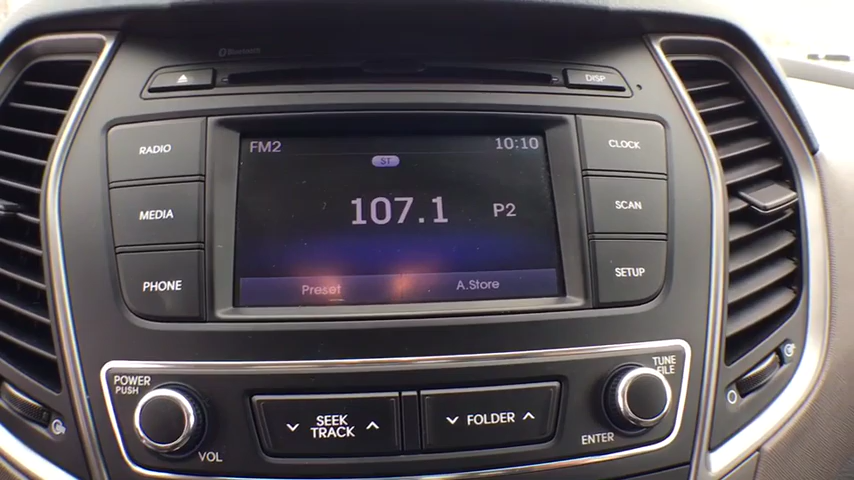 Bluetooth
DISP
RADIO
FM2
10:10
CLOCK
ST
MEDIA
107.1
P2
SCAN
PHONE
SETUP
Preset
A.Store
POWER
PUSH
TUNE
FILE
SEEK
TRACK
FOLDER
VOL
ENTER